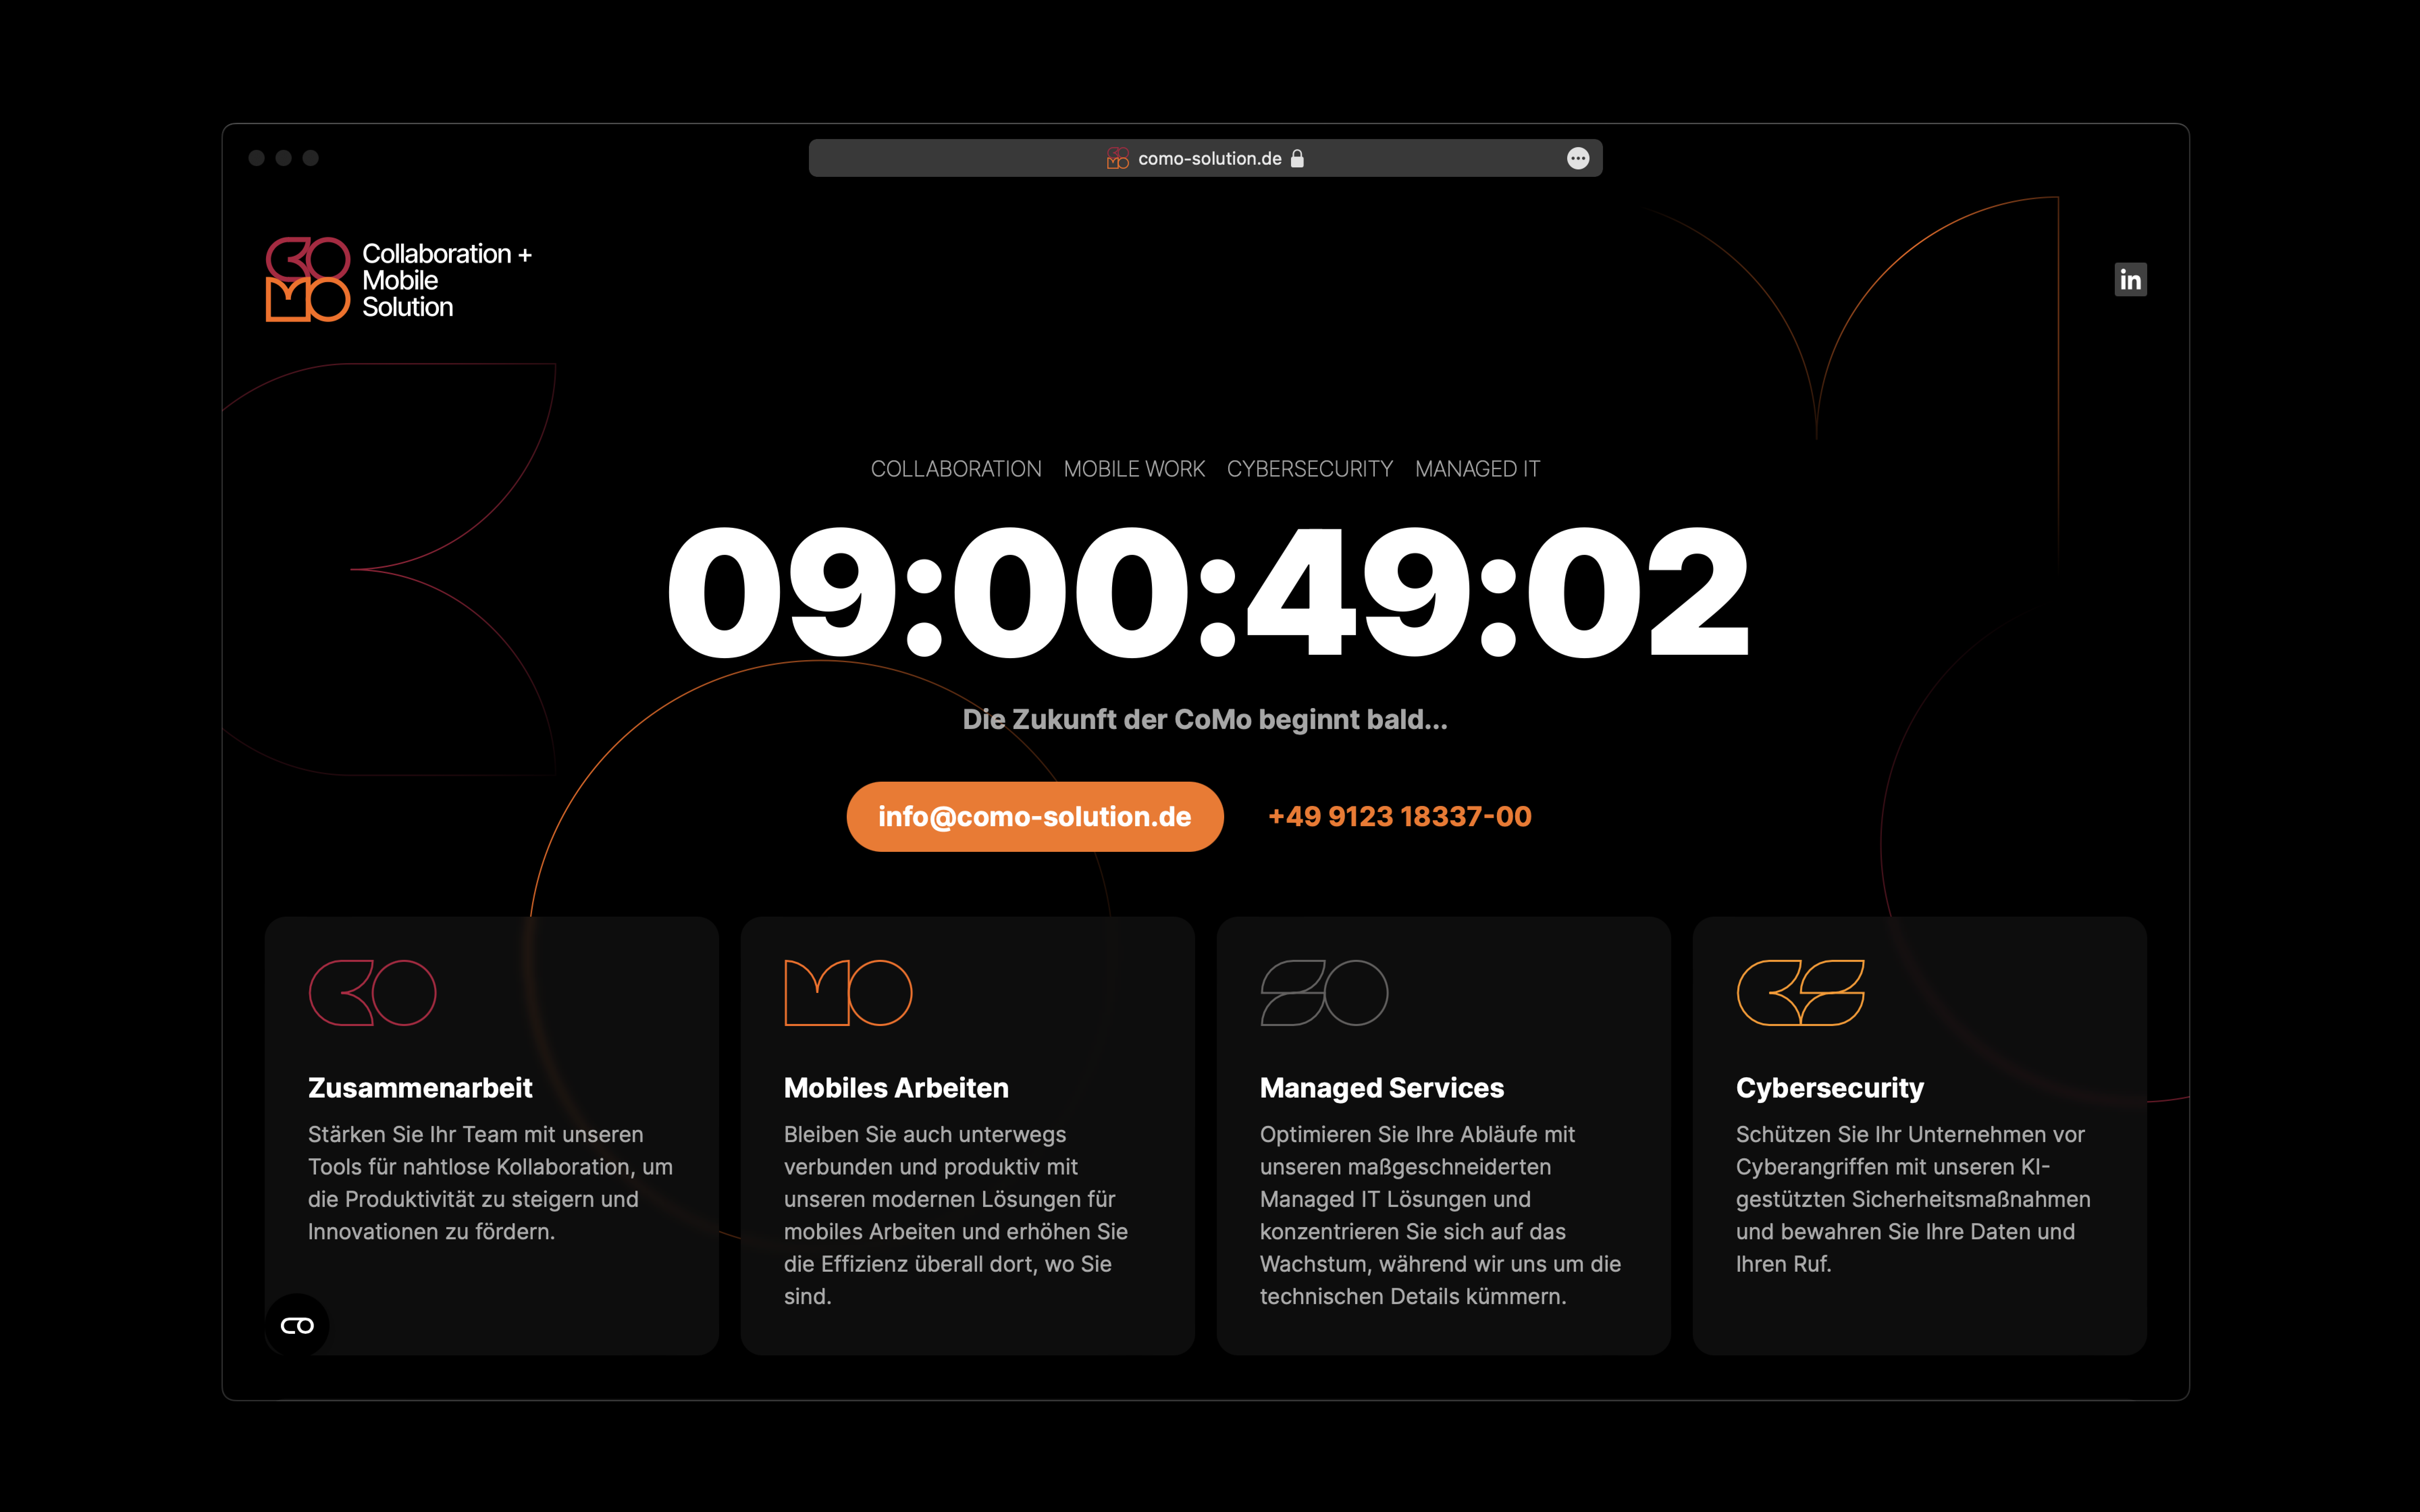 como-solution.de
COMO
Collaboration +
Mobile
Solution
in
COLLABORATION MOBILE WORK CYBERSECURITY MANAGED IT
09:00:49:02
Die Zukunft der CoMo beginnt bald...
info@como-solution.de +49 9123 18337-00
CO
Zusammenarbeit
Stärken Sie Ihr Team mit unseren
Tools für nahtlose Kollaboration, um
die Produktivität zu steigern und
Innovationen zu fördern.
MO
Mobiles Arbeiten
Bleiben Sie auch unterwegs
verbunden und produktiv mit
unseren modernen Lösungen für
mobiles Arbeiten und erhöhen Sie
die Effizienz überall dort, wo Sie
sind.
SO
Managed Services
Optimieren Sie Ihre Abläufe mit
unseren maßgeschneiderten
Managed IT Lösungen und
konzentrieren Sie sich auf das
Wachstum, während wir uns um die
technischen Details kümmern.
CS
Cybersecurity
Schützen Sie Ihr Unternehmen vor
Cyberangriffen mit unseren KI-
gestützten Sicherheitsmaßnahmen
und bewahren Sie Ihre Daten und
Ihren Ruf.